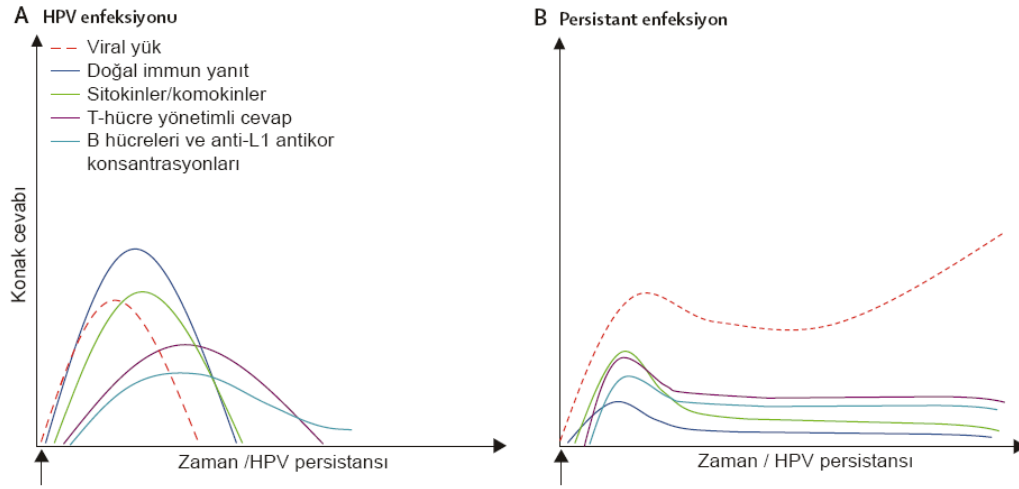 A HPV enfeksiyonu
Viral yük
Doğal immun yanıt
Sitokinler/komokinler
T-hücre yönetimli cevap
B hücreleri ve anti-L1 antikor
konsantrasyonları
Konak cevabı
Zaman /HPV persistansı
B Persistant enfeksiyon
Zaman / HPV persistansı